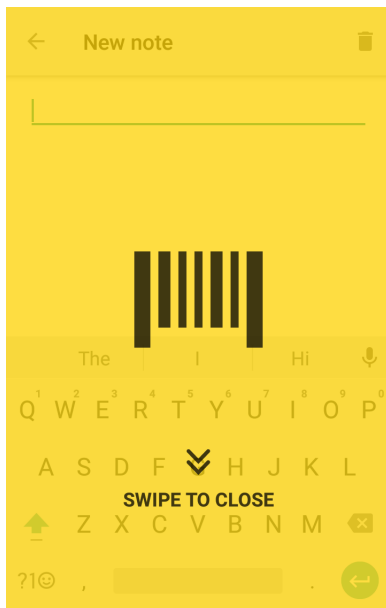 New note
The I Hi
1 2 3 4 5 6 7 8 9 0
Q W E R T Y U I O P
A S D F H J K L
SWIPE TO CLOSE
Z X C V B N M
?1☺ , .